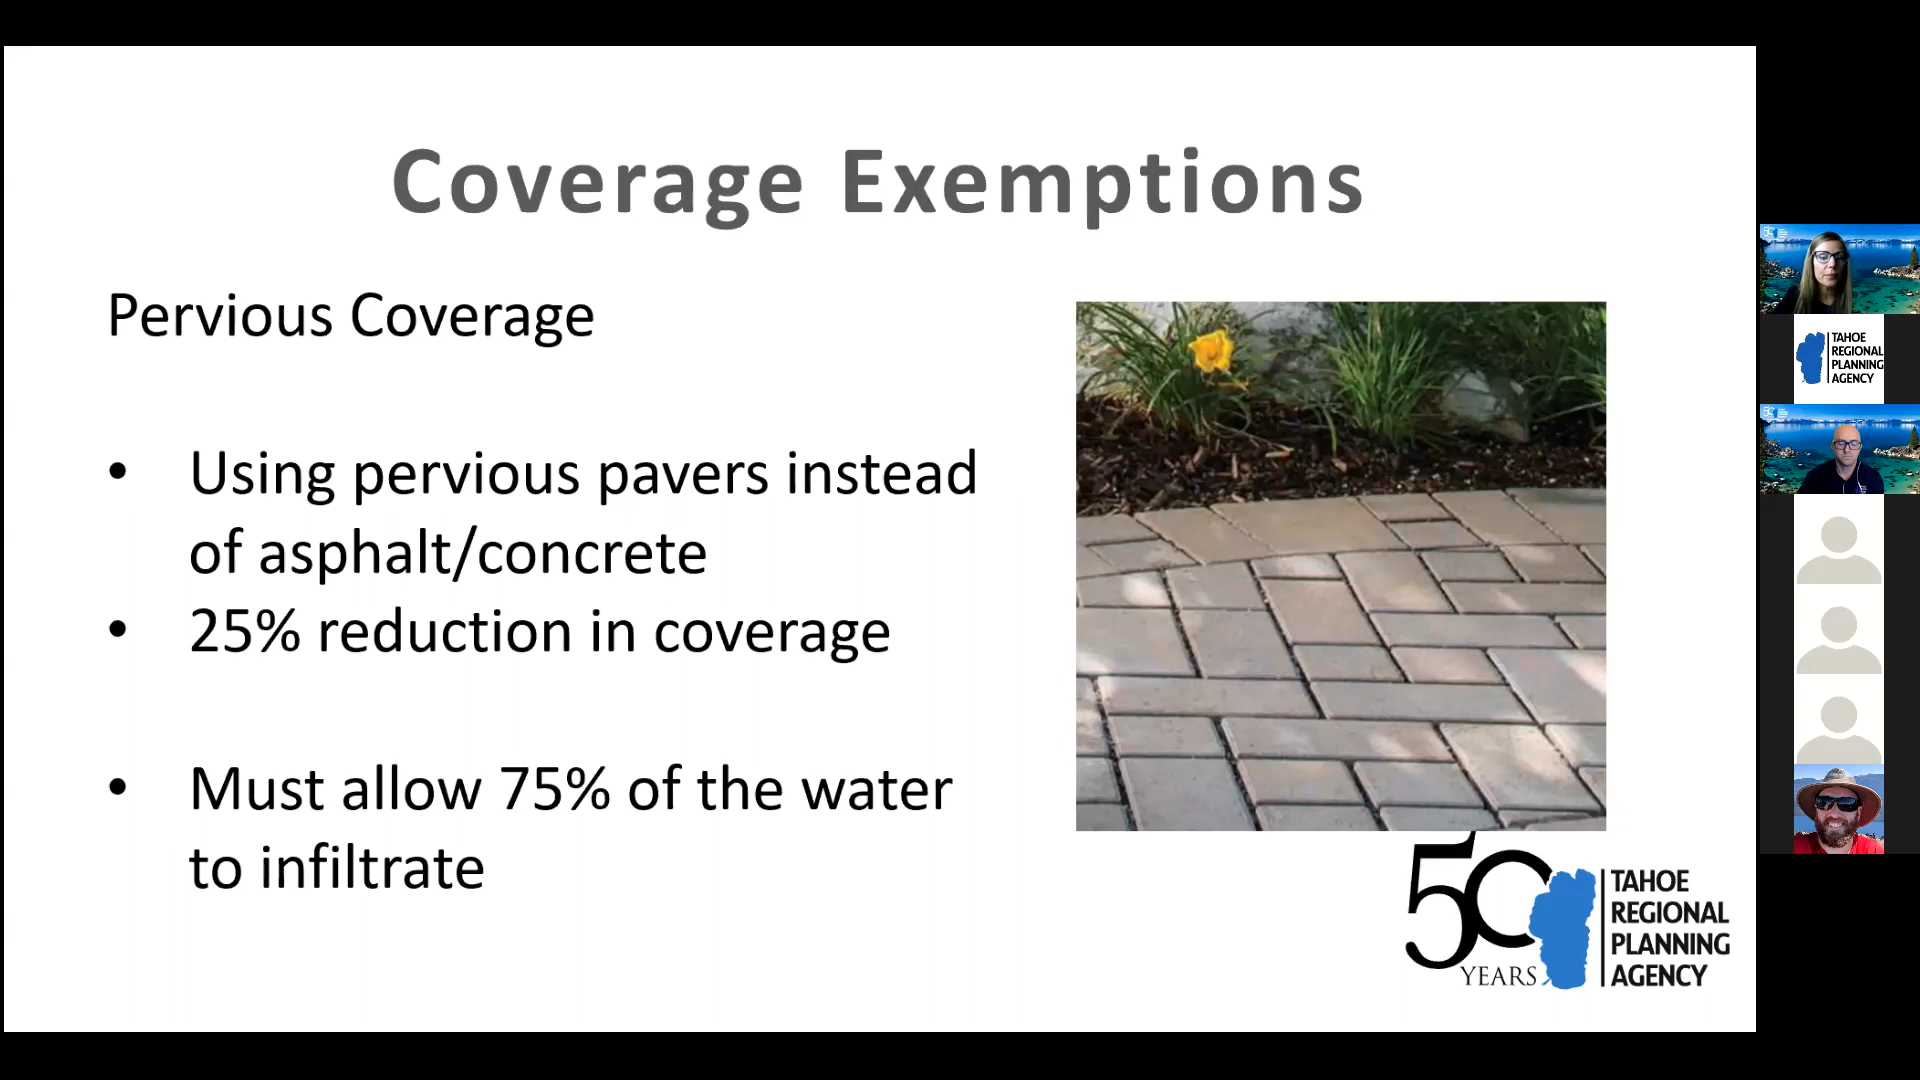 Coverage Exemptions
Pervious Coverage
• Using pervious pavers instead
of asphalt/concrete
• 25% reduction in coverage
• Must allow 75% of the water
to infiltrate
50
YEARS
TAHOE
REGIONAL
PLANNING
AGENCY
TAHOE
REGIONAL
PLANNING
AGENCY